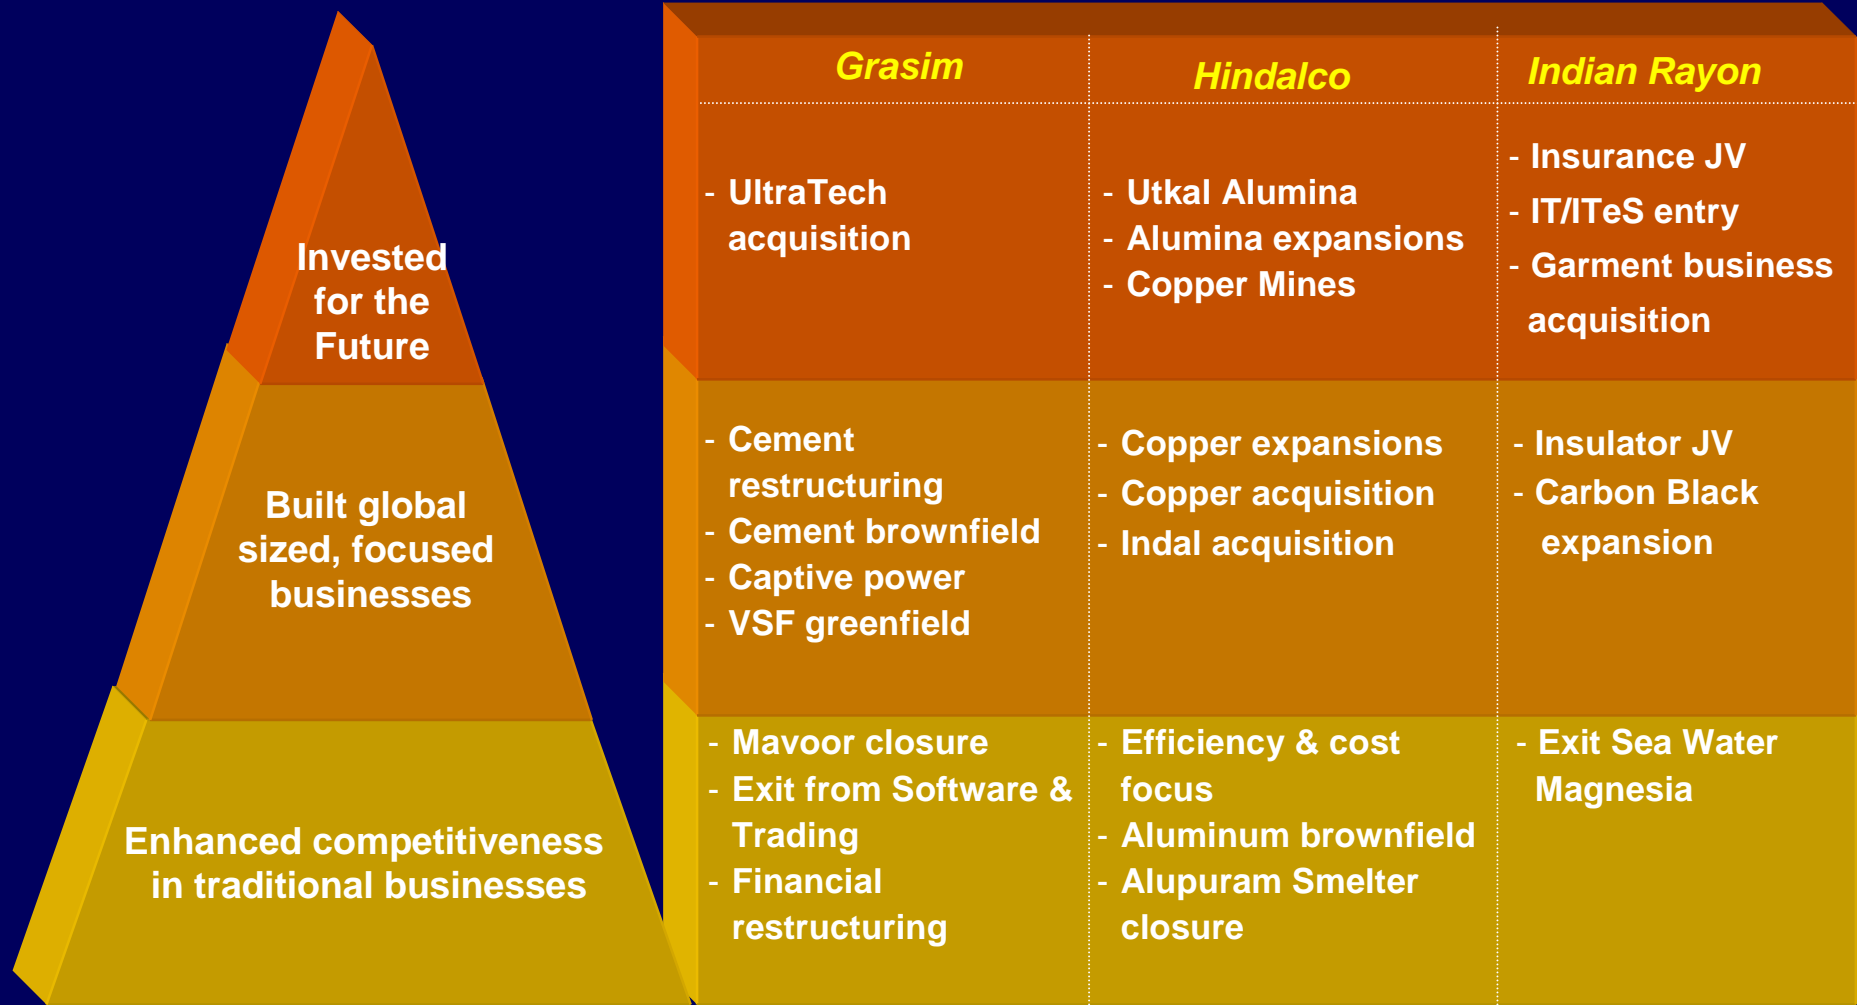 Grasim
Hindalco
Indian Rayon
Invested
for the
Future
- UltraTech
acquisition
- Utkal Alumina
- Alumina expansions
- Copper Mines
- Insurance JV
- IT/ITeS entry
- Garment business
acquisition
Built global
sized, focused
businesses
- Cement
restructuring
- Cement brownfield
- Captive power
- VSF greenfield
- Copper expansions
- Copper acquisition
- Indal acquisition
- Insulator JV
- Carbon Black
expansion
Enhanced competitiveness
in traditional businesses
- Mavoor closure
- Exit from Software &
Trading
- Financial
restructuring
- Efficiency & cost
focus
- Aluminum brownfield
- Alupuram Smelter
closure
- Exit Sea Water
Magnesia